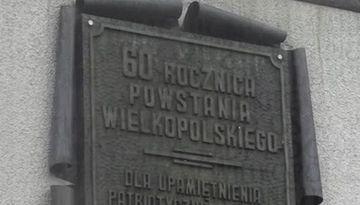 60 ROCZNICA
POWSTANIA
WIELKOPOLSKIEGO
DLA UPAMIĘTNIENIA